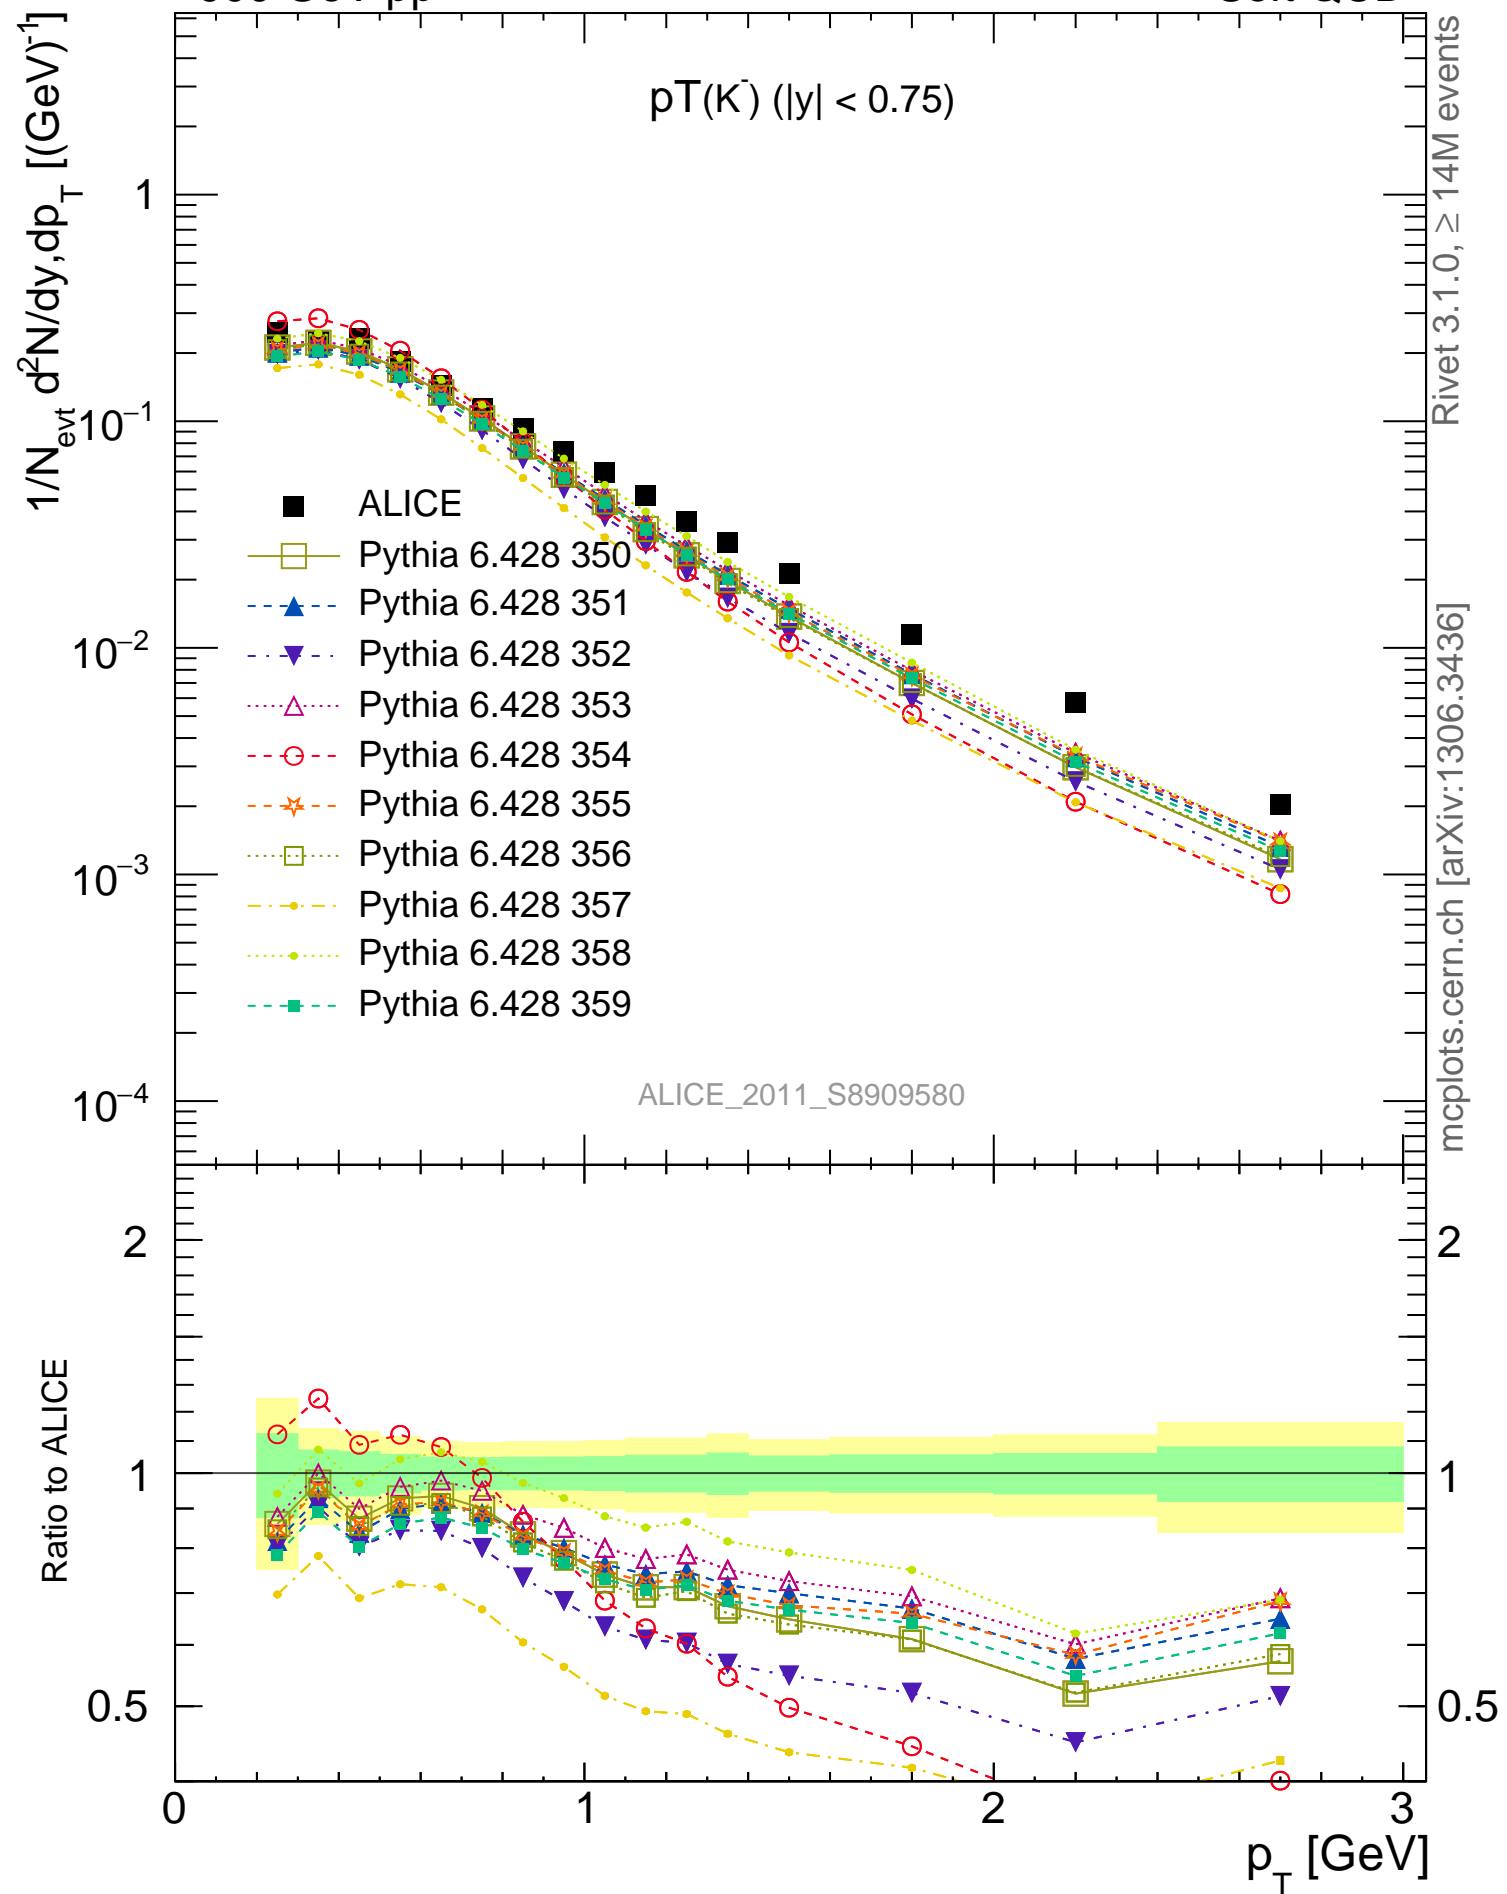 pT(K⁻) (|y| < 0.75)
1/N_evt d²N/dy,dp_T [(GeV)⁻¹]
1
10⁻¹
10⁻²
10⁻³
10⁻⁴
ALICE
Pythia 6.428 350
Pythia 6.428 351
Pythia 6.428 352
Pythia 6.428 353
Pythia 6.428 354
Pythia 6.428 355
Pythia 6.428 356
Pythia 6.428 357
Pythia 6.428 358
Pythia 6.428 359
ALICE_2011_S8909580
Rivet 3.1.0, ≥ 14M events
mcplots.cern.ch [arXiv:1306.3436]
Ratio to ALICE
2
1
0.5
2
1
0.5
0
1
2
3
p_T [GeV]